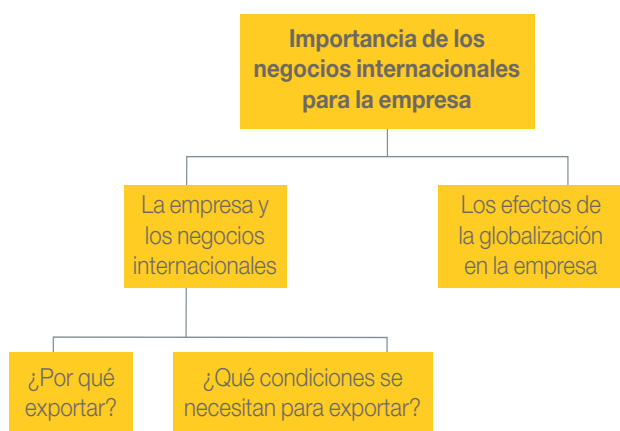 Importancia de los
negocios internacionales
para la empresa
La empresa y
los negocios
internacionales
Los efectos de
la globalización
en la empresa
¿Por qué
exportar?
¿Qué condiciones se
necesitan para exportar?